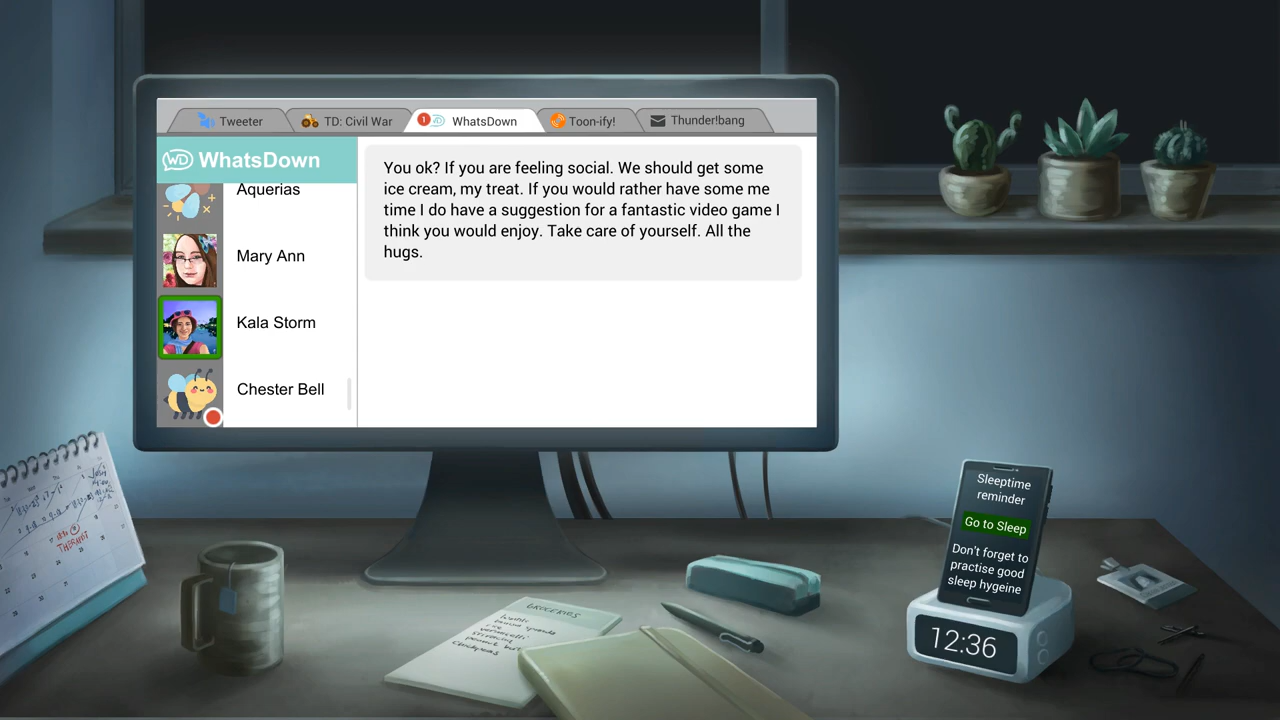 Tweeter
TD: Civil War
1
WhatsDown
Toon-ify!
Thunder!bang
WD WhatsDown
Aquerias
Mary Ann
Kala Storm
Chester Bell
You ok? If you are feeling social. We should get some
ice cream, my treat. If you would rather have some me
time I do have a suggestion for a fantastic video game I
think you would enjoy. Take care of yourself. All the
hugs.
THERAPIST
GROCERIES
Sleeptime
reminder
Go to Sleep
Don't forget to
practise good
sleep hygeine
12:36